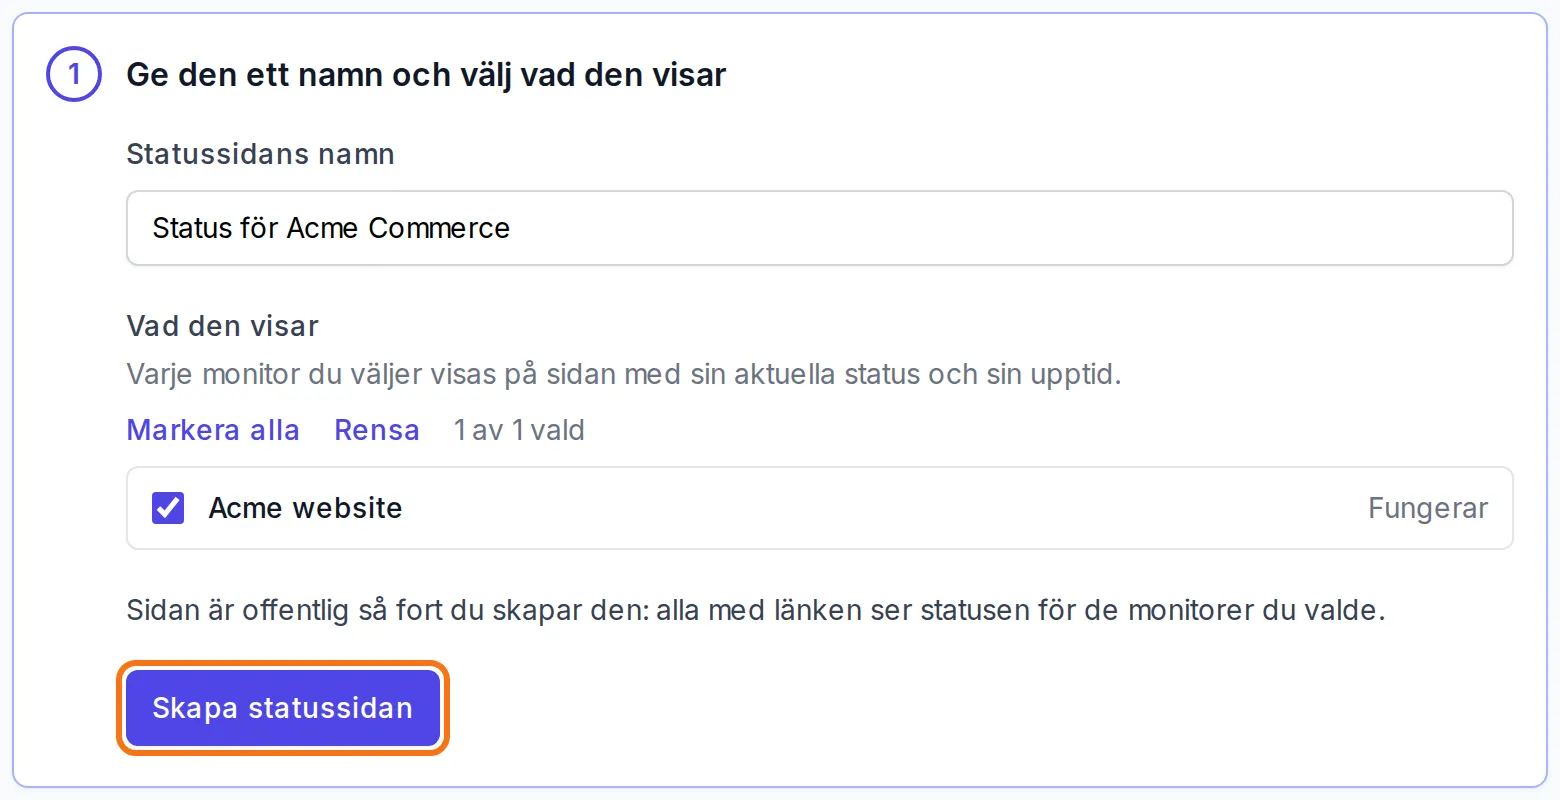 1
Ge den ett namn och välj vad den visar
Statussidans namn
Status för Acme Commerce
Vad den visar
Varje monitor du väljer visas på sidan med sin aktuella status och sin upptid.
Markera alla Rensa 1 av 1 vald
Acme website Fungerar
Sidan är offentlig så fort du skapar den: alla med länken ser statusen för de monitorer du valde.
Skapa statussidan